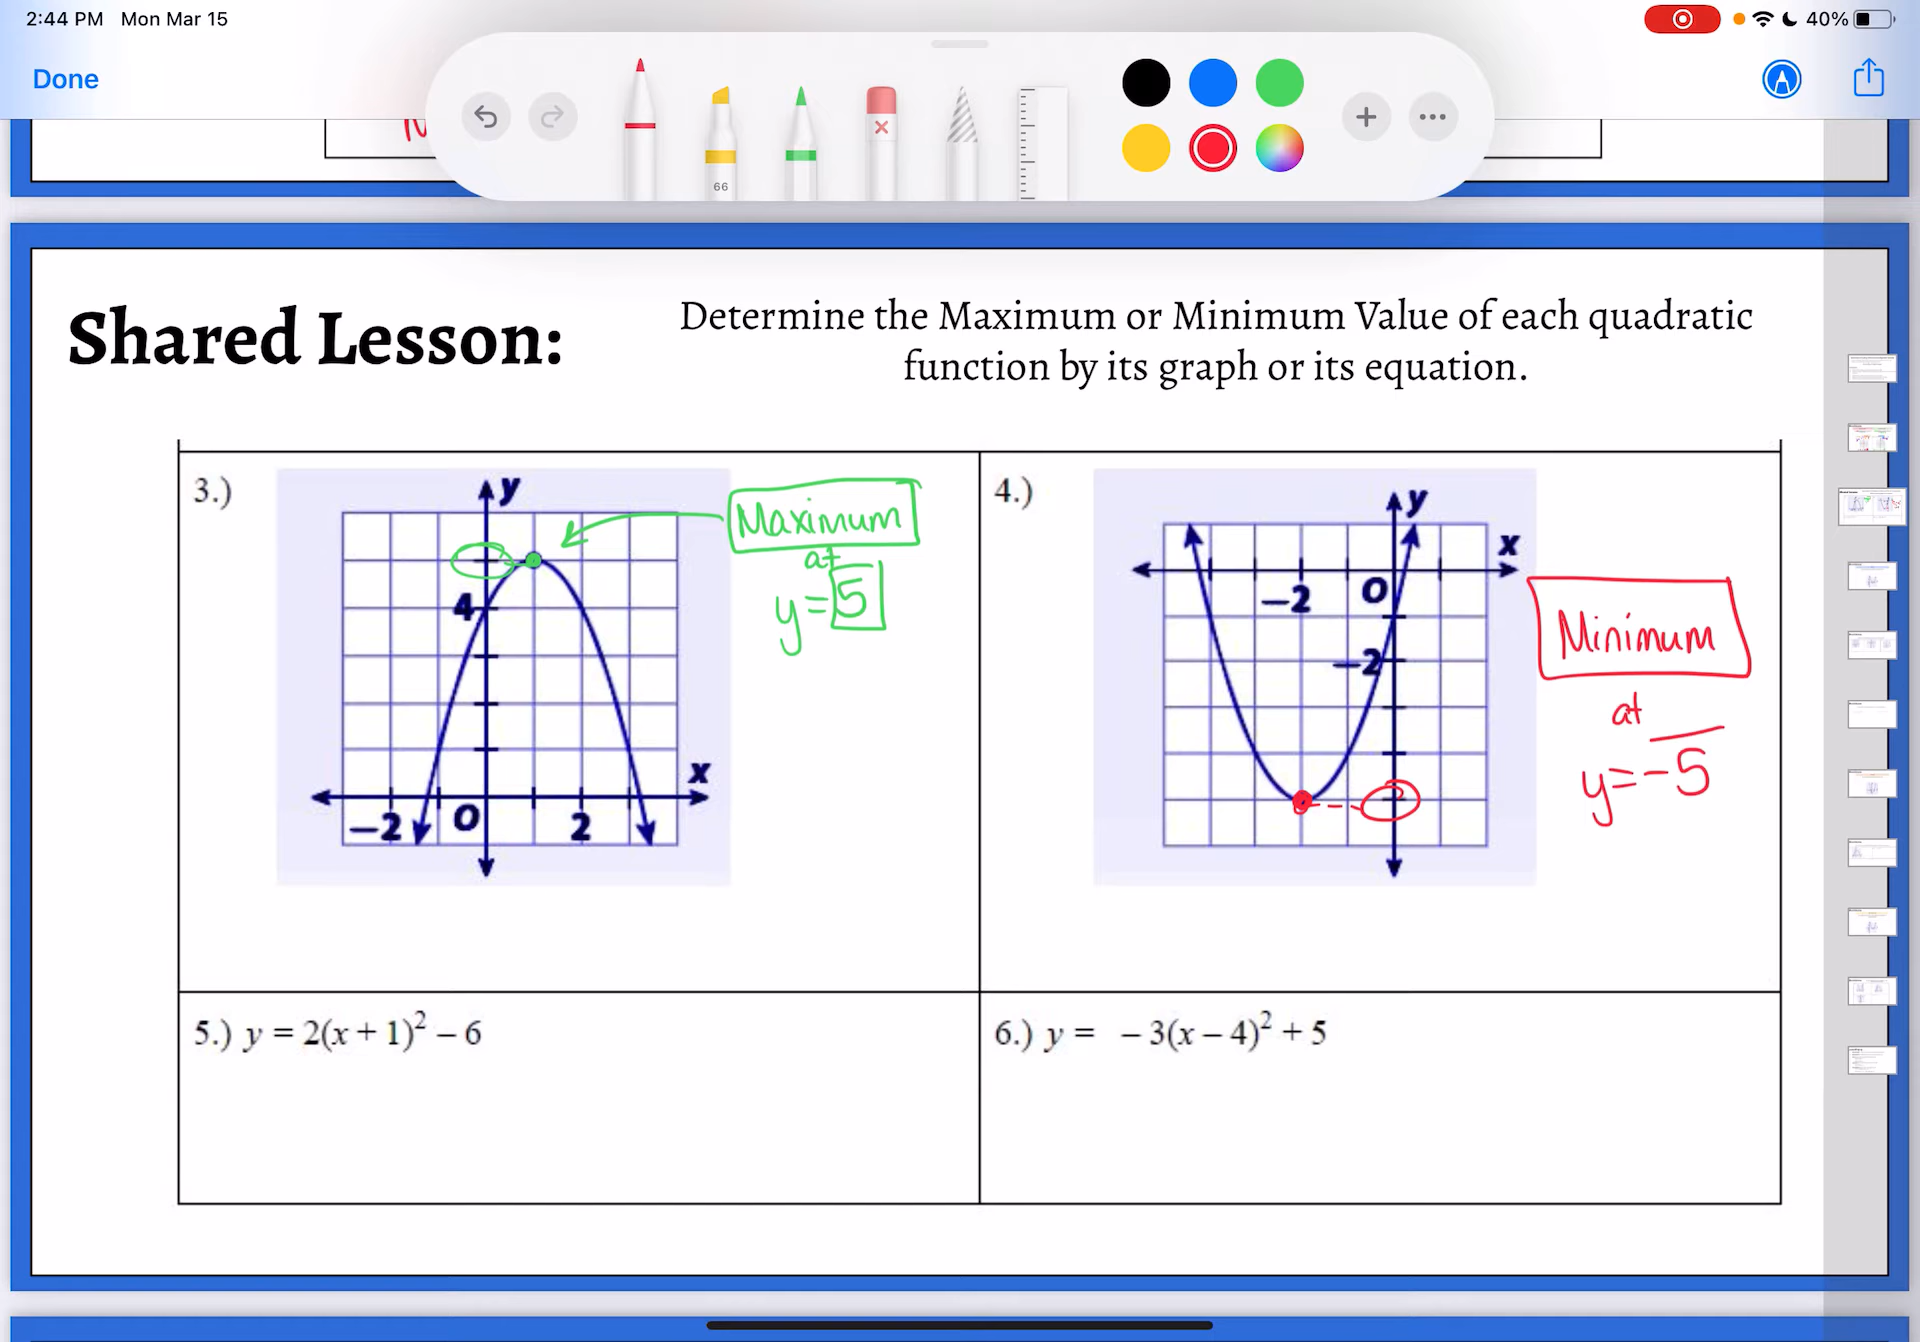 2:44 PM Mon Mar 15
40%
Done
66
Shared Lesson:
Determine the Maximum or Minimum Value of each quadratic
function by its graph or its equation.
3.)
y
4
-2
O
2
x
Maximum
at
y = 5
4.)
y
x
-2
O
-2
Minimum
at
y = -5
5.) y = 2(x + 1)² – 6
6.) y = – 3(x – 4)² + 5